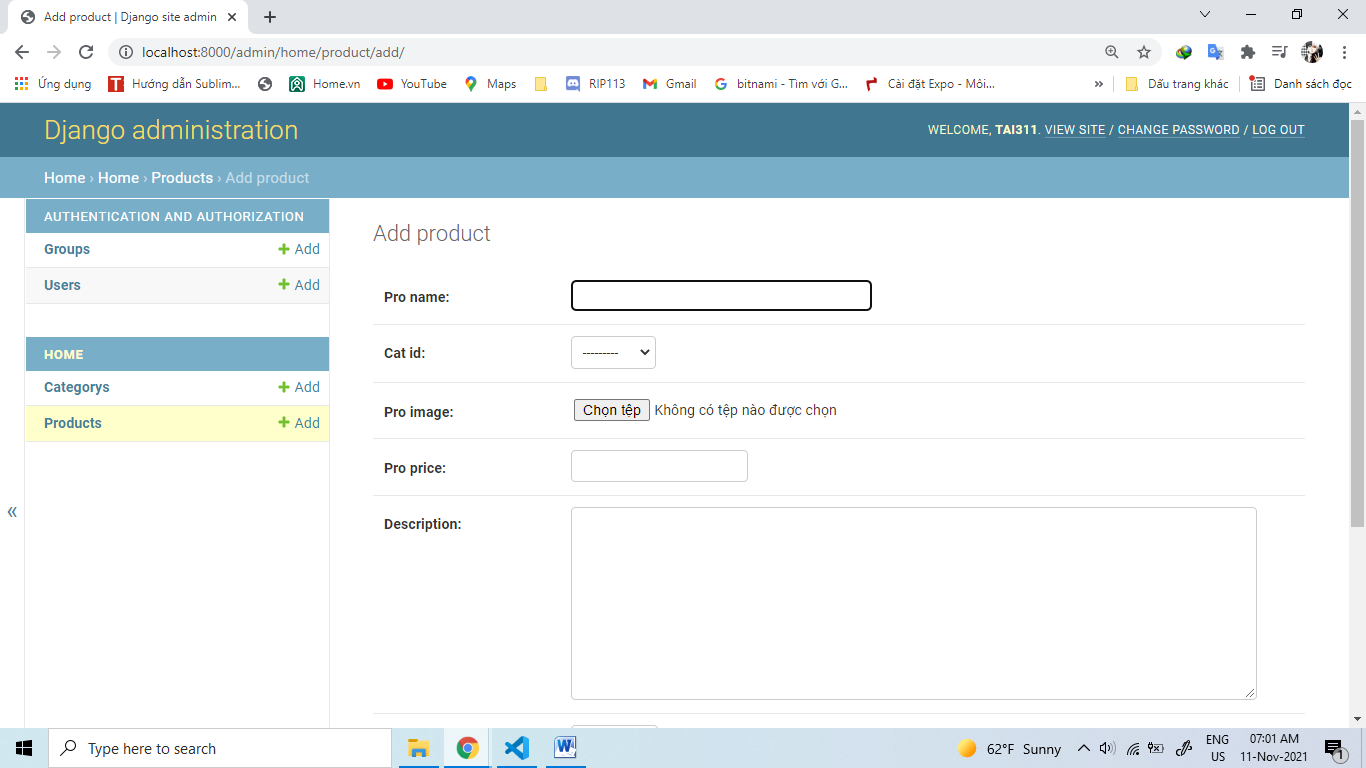 Add product | Django site admin
localhost:8000/admin/home/product/add/
Ứng dụng Hướng dẫn Sublim... Home.vn YouTube Maps RIP113 Gmail bitnami - Tìm với G... Cài đặt Expo - Môi... » Dấu trang khác Danh sách đọc
Django administration
WELCOME, TAI311. VIEW SITE / CHANGE PASSWORD / LOG OUT
Home › Home › Products › Add product
AUTHENTICATION AND AUTHORIZATION
Groups + Add
Users + Add
HOME
Categorys + Add
Products + Add
«
Add product
Pro name:
Cat id: ---------
Pro image: Chọn tệp Không có tệp nào được chọn
Pro price:
Description:
Type here to search
62°F Sunny
ENG
US
07:01 AM
11-Nov-2021
1